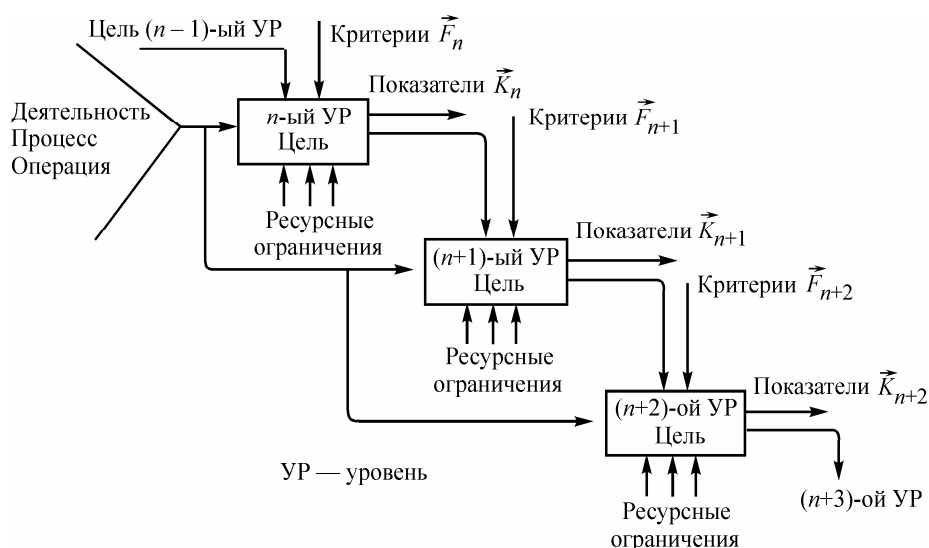 Цель (n – 1)-ый УР
Критерии F⃗n
Показатели K⃗n
Деятельность
Процесс
Операция
n-ый УР
Цель
Критерии F⃗n+1
Ресурсные
ограничения
Показатели K⃗n+1
(n+1)-ый УР
Цель
Критерии F⃗n+2
Ресурсные
ограничения
Показатели K⃗n+2
(n+2)-ой УР
Цель
УР — уровень
(n+3)-ой УР
Ресурсные
ограничения